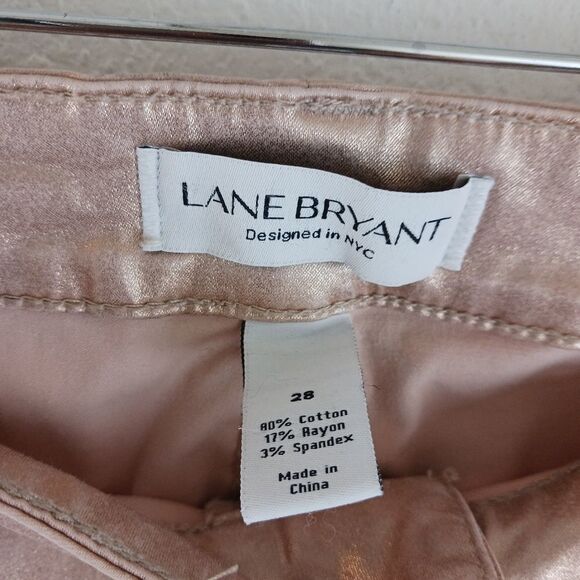 LANE BRYANT
Designed in NYC
28
80% Cotton
17% Rayon
3% Spandex
Made in
China